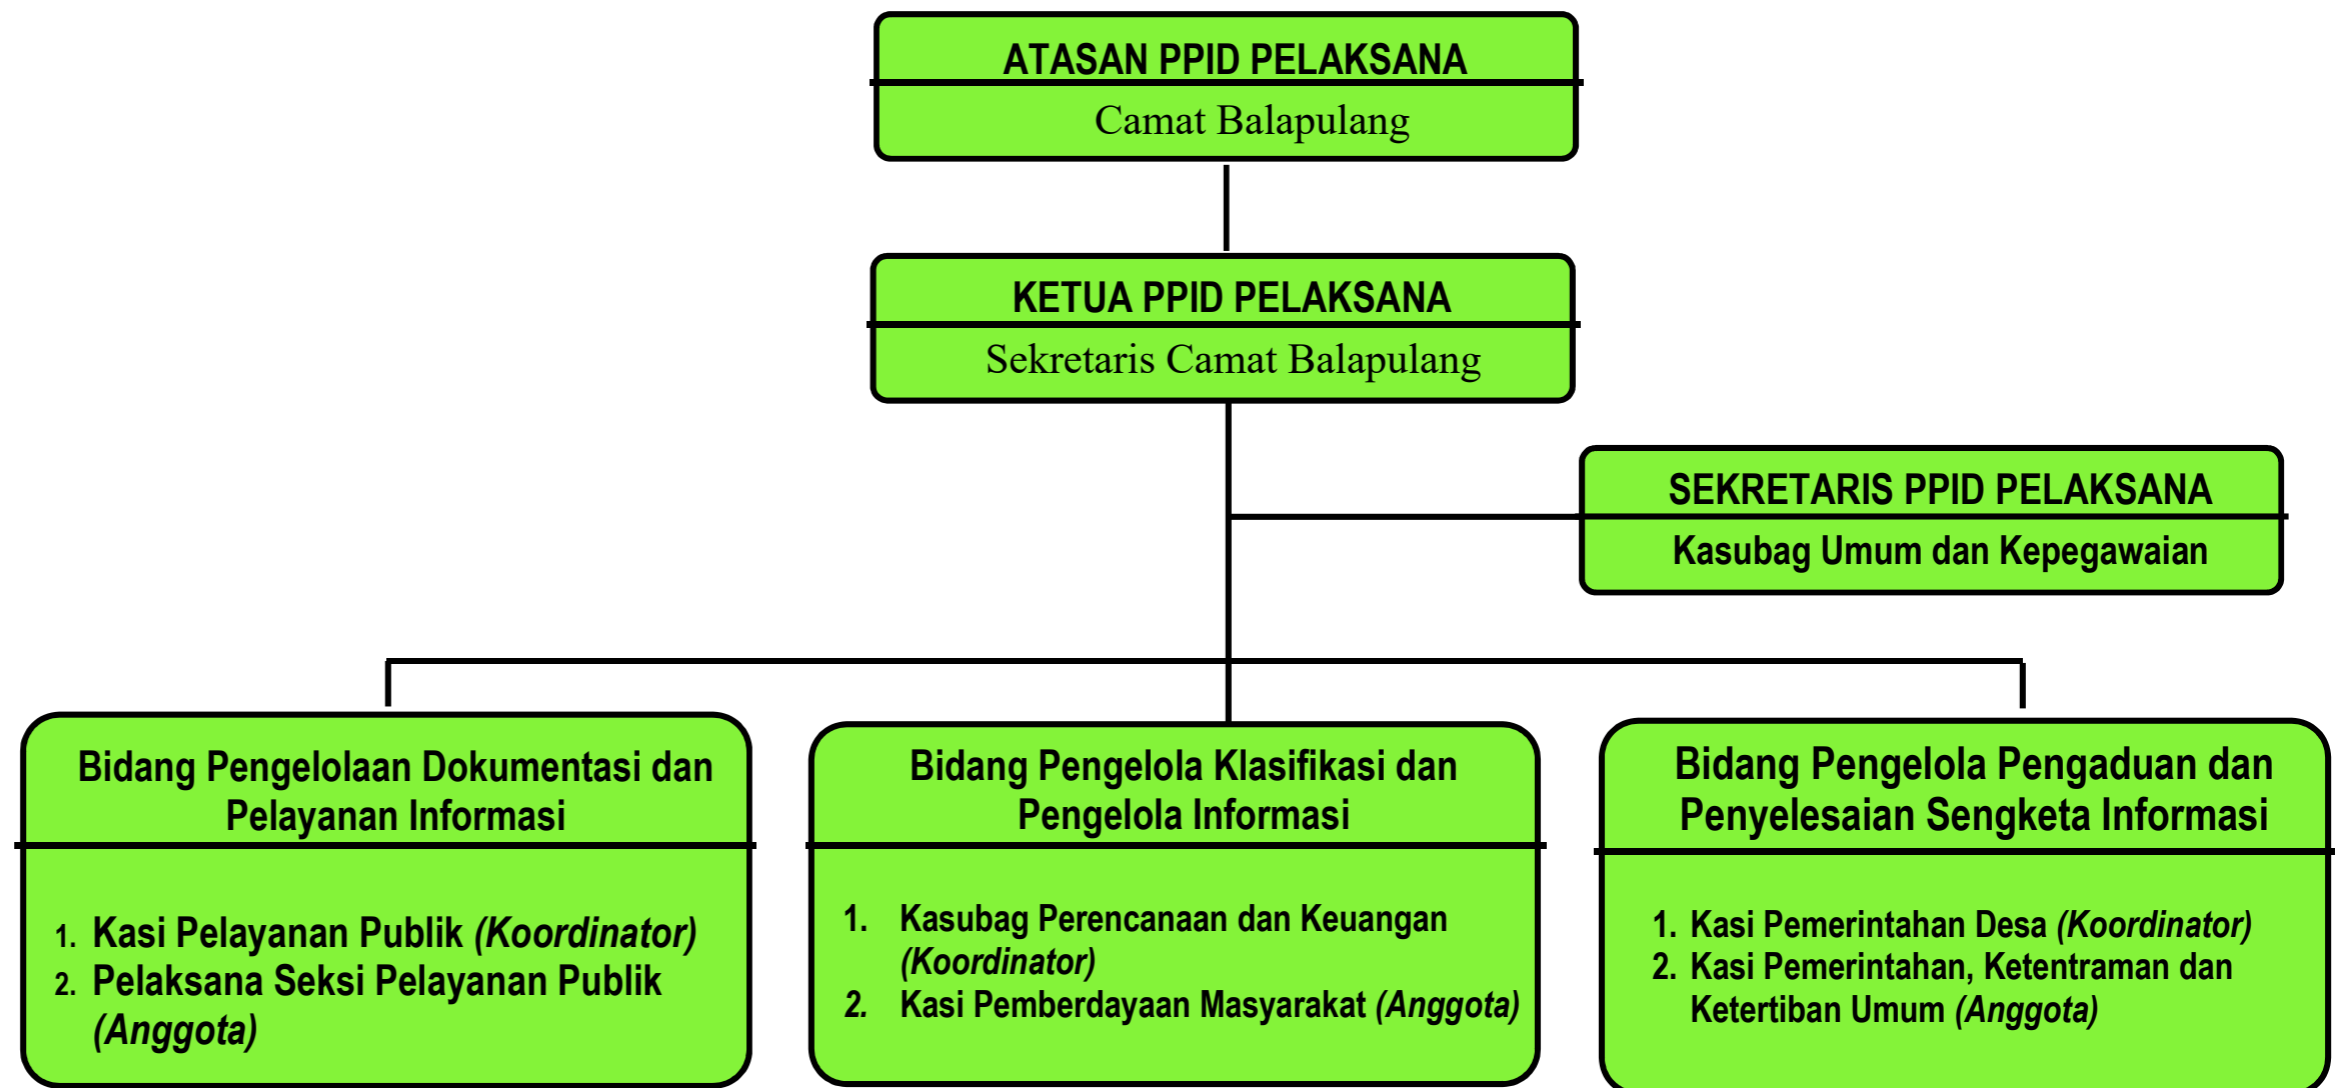 ATASAN PPID PELAKSANA
Camat Balapulang
KETUA PPID PELAKSANA
Sekretaris Camat Balapulang
SEKRETARIS PPID PELAKSANA
Kasubag Umum dan Kepegawaian
Bidang Pengelolaan Dokumentasi dan
Pelayanan Informasi
1. Kasi Pelayanan Publik (Koordinator)
2. Pelaksana Seksi Pelayanan Publik
(Anggota)
Bidang Pengelola Klasifikasi dan
Pengelola Informasi
1. Kasubag Perencanaan dan Keuangan
(Koordinator)
2. Kasi Pemberdayaan Masyarakat (Anggota)
Bidang Pengelola Pengaduan dan
Penyelesaian Sengketa Informasi
1. Kasi Pemerintahan Desa (Koordinator)
2. Kasi Pemerintahan, Ketentraman dan
Ketertiban Umum (Anggota)